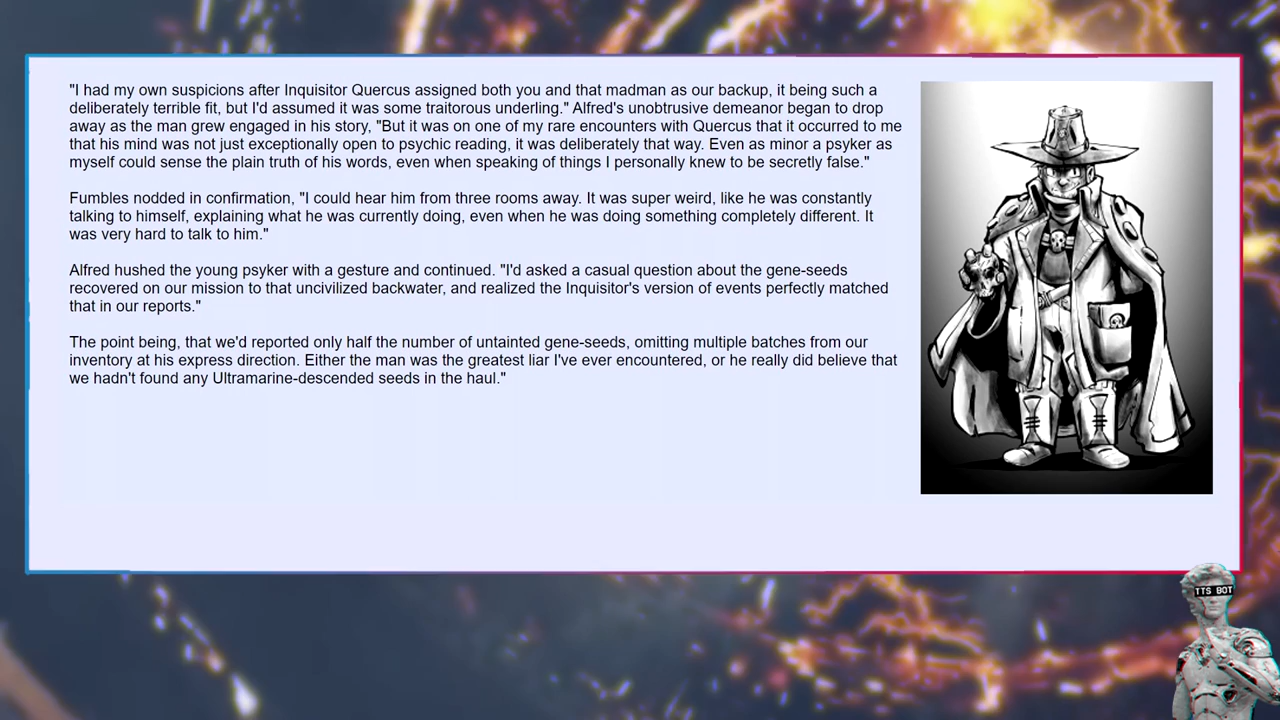 "I had my own suspicions after Inquisitor Quercus assigned both you and that madman as our backup, it being such a
deliberately terrible fit, but I'd assumed it was some traitorous underling." Alfred's unobtrusive demeanor began to drop
away as the man grew engaged in his story, "But it was on one of my rare encounters with Quercus that it occurred to me
that his mind was not just exceptionally open to psychic reading, it was deliberately that way. Even as minor a psyker as
myself could sense the plain truth of his words, even when speaking of things I personally knew to be secretly false."
Fumbles nodded in confirmation, "I could hear him from three rooms away. It was super weird, like he was constantly
talking to himself, explaining what he was currently doing, even when he was doing something completely different. It
was very hard to talk to him."
Alfred hushed the young psyker with a gesture and continued. "I'd asked a casual question about the gene-seeds
recovered on our mission to that uncivilized backwater, and realized the Inquisitor's version of events perfectly matched
that in our reports."
The point being, that we'd reported only half the number of untainted gene-seeds, omitting multiple batches from our
inventory at his express direction. Either the man was the greatest liar I've ever encountered, or he really did believe that
we hadn't found any Ultramarine-descended seeds in the haul."
TTS BOT